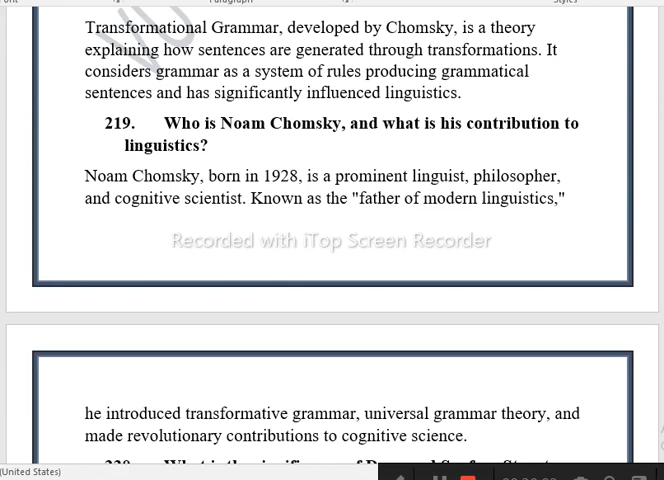 Paragraph
Styles
Transformational Grammar, developed by Chomsky, is a theory
explaining how sentences are generated through transformations. It
considers grammar as a system of rules producing grammatical
sentences and has significantly influenced linguistics.
219. Who is Noam Chomsky, and what is his contribution to
linguistics?
Noam Chomsky, born in 1928, is a prominent linguist, philosopher,
and cognitive scientist. Known as the "father of modern linguistics,"
Recorded with iTop Screen Recorder
he introduced transformative grammar, universal grammar theory, and
made revolutionary contributions to cognitive science.
(United States)